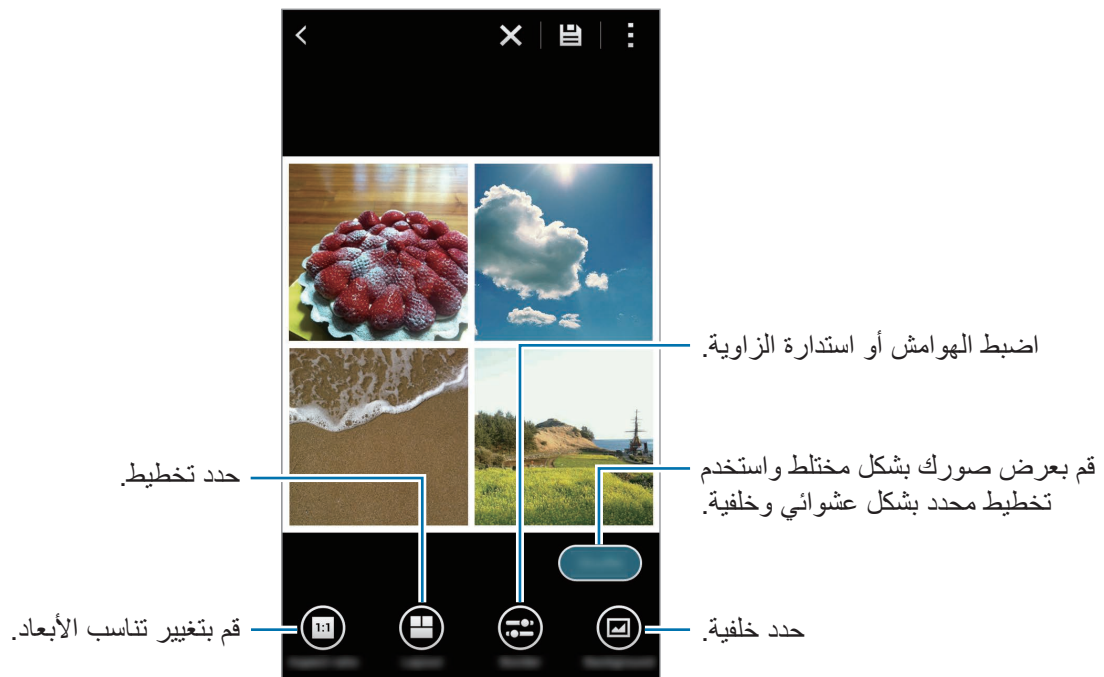 اضبط الهوامش أو استدارة الزاوية.
قم بعرض صورك بشكل مختلط واستخدم
تخطيط محدد بشكل عشوائي وخلفية.
حدد تخطيط.
1:1
قم بتغيير تناسب الأبعاد.
حدد خلفية.